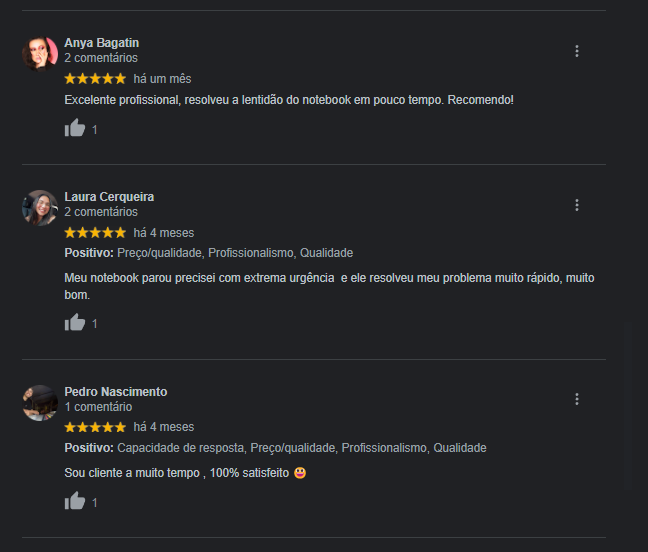 Anya Bagatin
2 comentários
há um mês
Excelente profissional, resolveu a lentidão do notebook em pouco tempo. Recomendo!
1
Laura Cerqueira
2 comentários
há 4 meses
Positivo: Preço/qualidade, Profissionalismo, Qualidade
Meu notebook parou precisei com extrema urgência  e ele resolveu meu problema muito rápido, muito
bom.
1
Pedro Nascimento
1 comentário
há 4 meses
Positivo: Capacidade de resposta, Preço/qualidade, Profissionalismo, Qualidade
Sou cliente a muito tempo , 100% satisfeito 😃
1